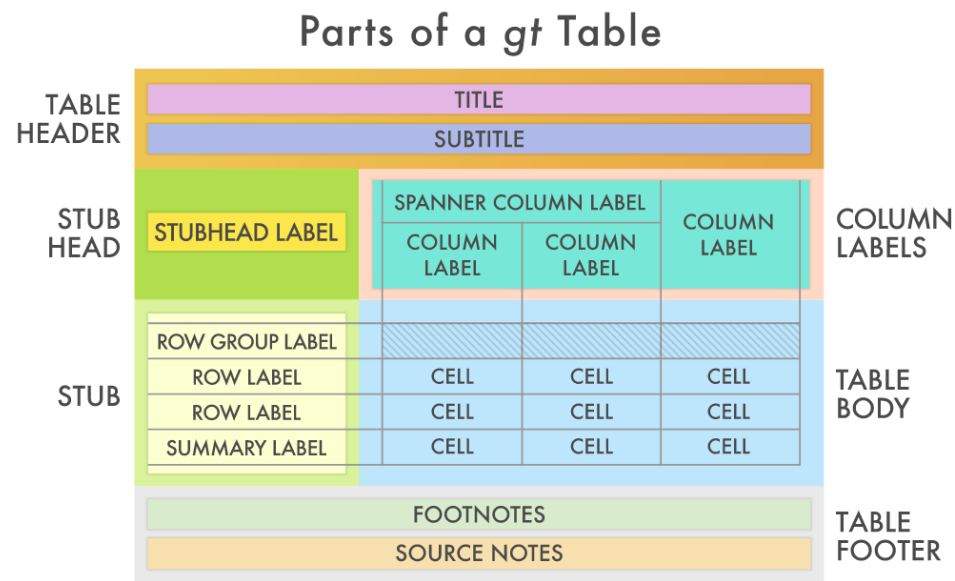 Parts of a gt Table
TABLE
HEADER
TITLE
SUBTITLE
STUB
HEAD
STUBHEAD LABEL
SPANNER COLUMN LABEL
COLUMN
LABEL
COLUMN
LABEL
COLUMN
LABEL
COLUMN
LABELS
STUB
ROW GROUP LABEL
ROW LABEL CELL CELL CELL
ROW LABEL CELL CELL CELL
SUMMARY LABEL CELL CELL CELL
TABLE
BODY
FOOTNOTES
SOURCE NOTES
TABLE
FOOTER